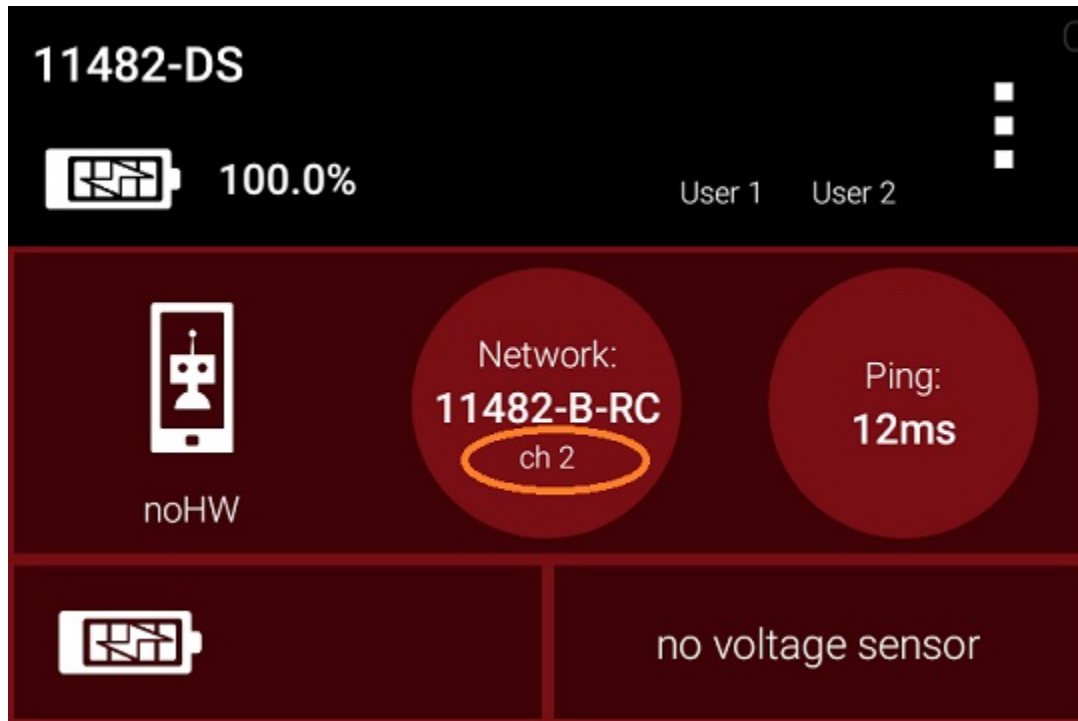 11482-DS
100.0%
User 1 User 2
Network:
11482-B-RC
ch 2
Ping:
12ms
noHW
no voltage sensor